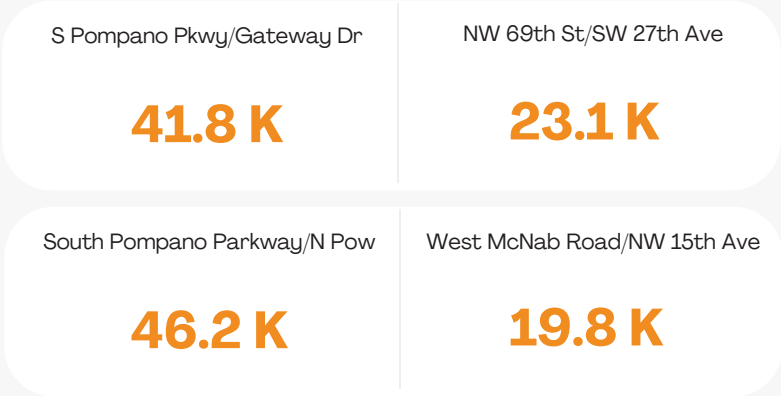 S Pompano Pkwy/Gateway Dr
NW 69th St/SW 27th Ave
41.8 K
23.1 K
South Pompano Parkway/N Pow
West McNab Road/NW 15th Ave
46.2 K
19.8 K